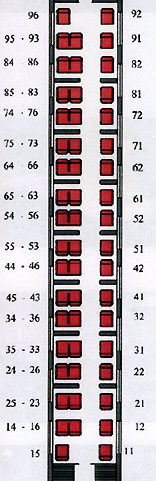 96 92
95 - 93 91
84 - 86 82
85 - 83 81
74 - 76 72
75 - 73 71
64 - 66 62
65 - 63 61
54 - 56 52
55 - 53 51
44 - 46 42
45 - 43 41
34 - 36 32
35 - 33 31
24 - 26 22
25 - 23 21
14 - 16 12
15 11